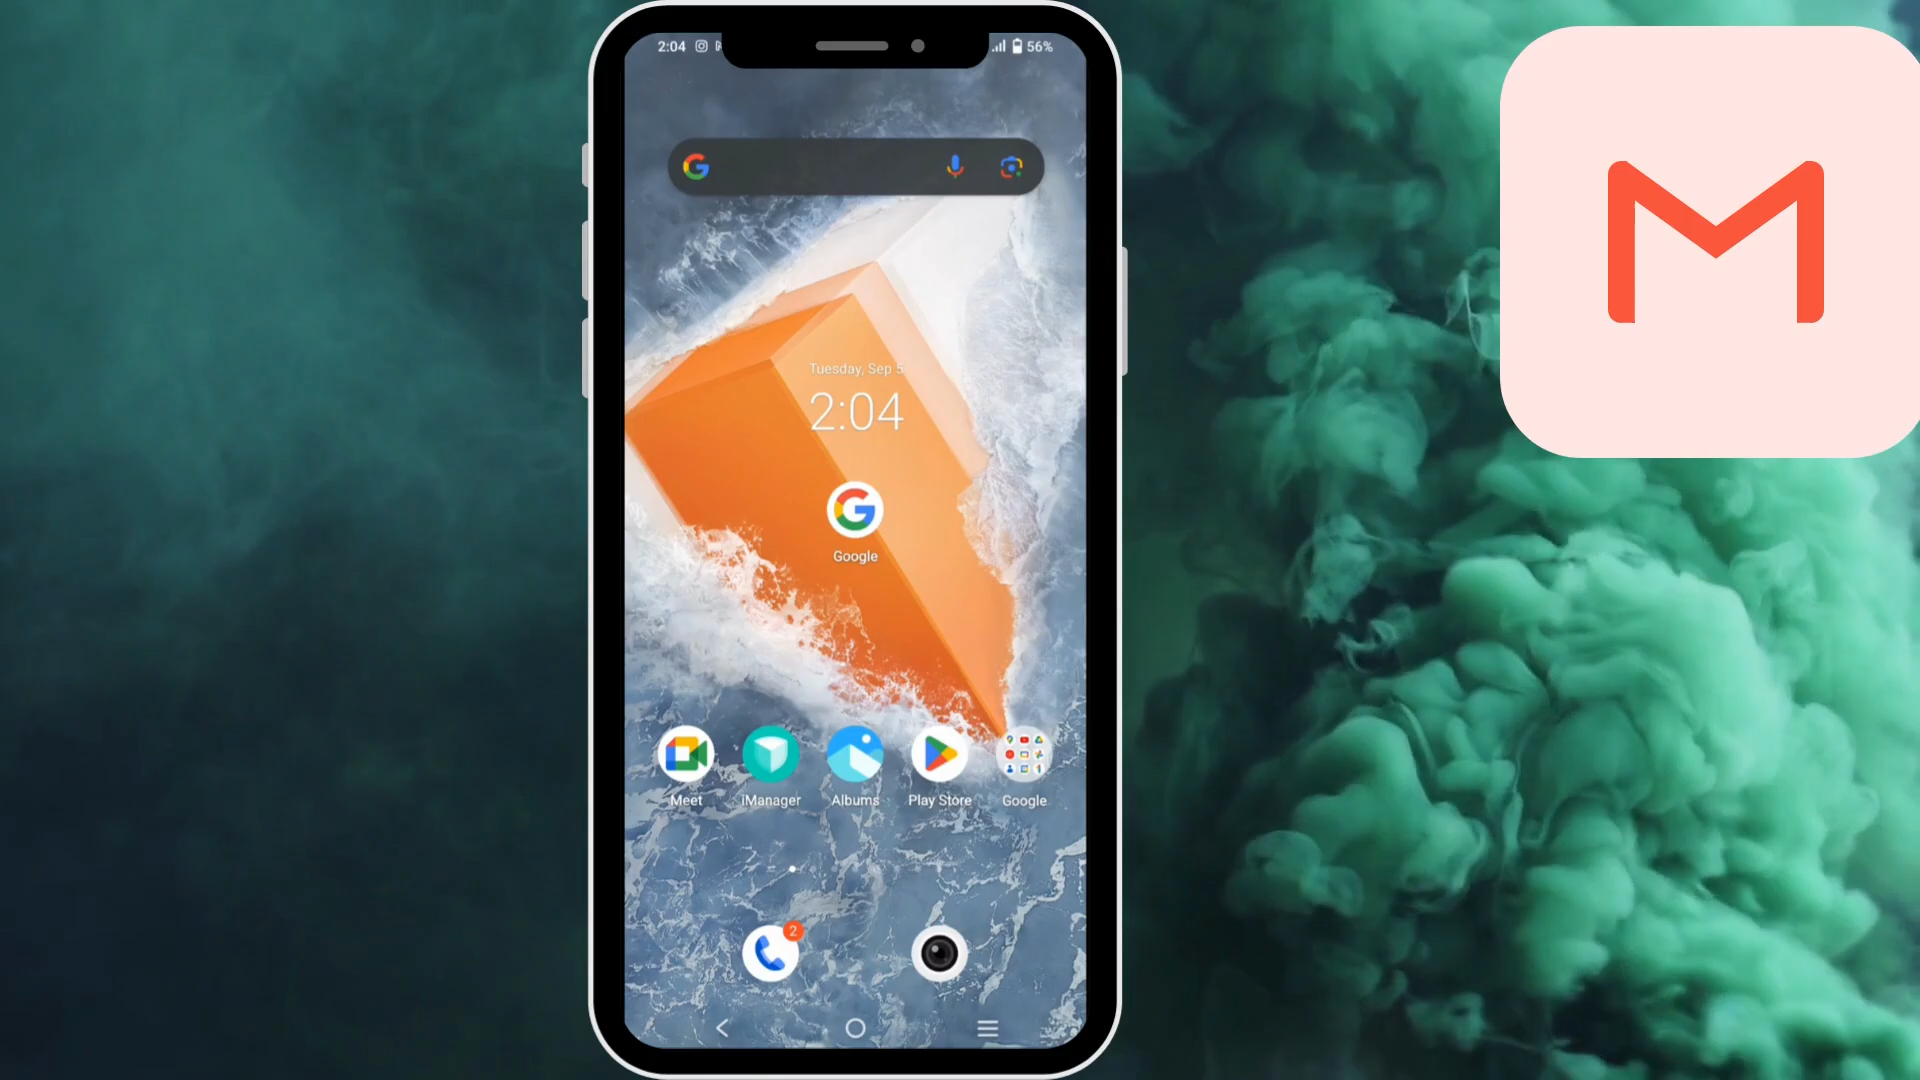 2:04
56%
Tuesday, Sep 5
2:04
Google
Meet
iManager
Albums
Play Store
Google
2